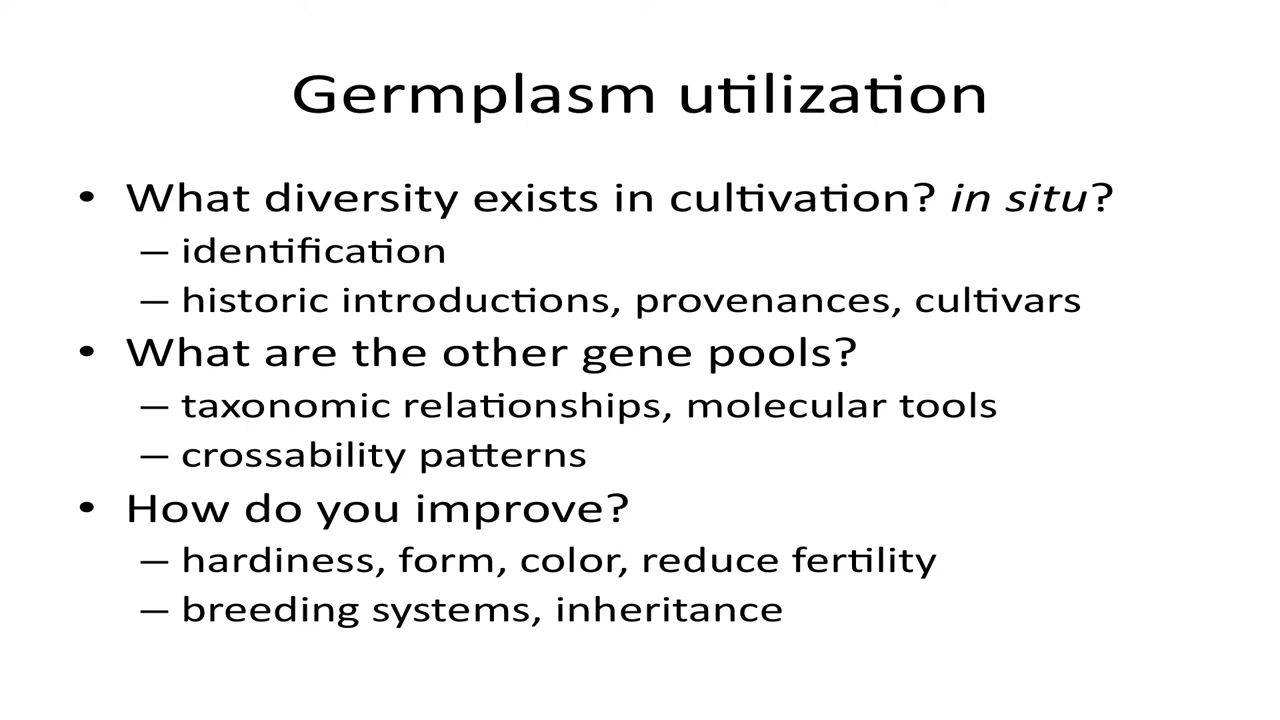 Germplasm utilization
• What diversity exists in cultivation? in situ?
– identification
– historic introductions, provenances, cultivars
• What are the other gene pools?
– taxonomic relationships, molecular tools
– crossability patterns
• How do you improve?
– hardiness, form, color, reduce fertility
– breeding systems, inheritance